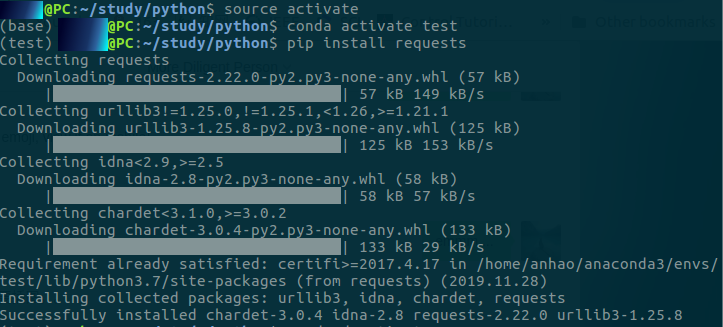 @PC:~/study/python$ source activate
(base) @PC:~/study/python$ conda activate test
(test) @PC:~/study/python$ pip install requests
Collecting requests
  Downloading requests-2.22.0-py2.py3-none-any.whl (57 kB)
     |████████████████████████████████| 57 kB 149 kB/s
Collecting urllib3!=1.25.0,!=1.25.1,<1.26,>=1.21.1
  Downloading urllib3-1.25.8-py2.py3-none-any.whl (125 kB)
     |████████████████████████████████| 125 kB 153 kB/s
Collecting idna<2.9,>=2.5
  Downloading idna-2.8-py2.py3-none-any.whl (58 kB)
     |████████████████████████████████| 58 kB 57 kB/s
Collecting chardet<3.1.0,>=3.0.2
  Downloading chardet-3.0.4-py2.py3-none-any.whl (133 kB)
     |████████████████████████████████| 133 kB 29 kB/s
Requirement already satisfied: certifi>=2017.4.17 in /home/anhao/anaconda3/envs/
test/lib/python3.7/site-packages (from requests) (2019.11.28)
Installing collected packages: urllib3, idna, chardet, requests
Successfully installed chardet-3.0.4 idna-2.8 requests-2.22.0 urllib3-1.25.8
Other bookmarks